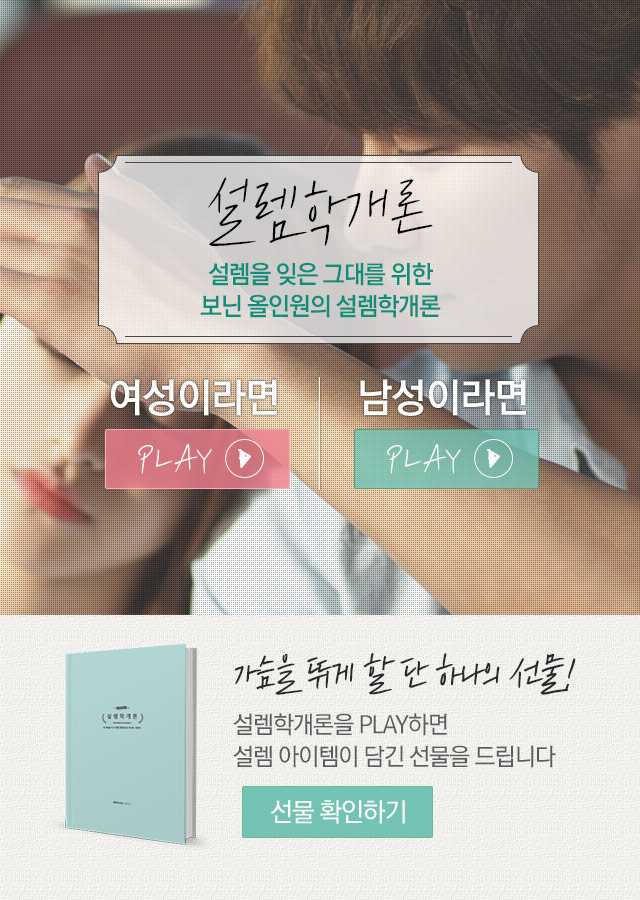 설렘학개론
설렘을 잊은 그대를 위한
보닌 올인원의 설렘학개론
여성이라면
남성이라면
PLAY
PLAY
설렘학개론
가슴을 뛰게 할 단 하나의 선물!
설렘학개론을 PLAY하면
설렘 아이템이 담긴 선물을 드립니다
선물 확인하기